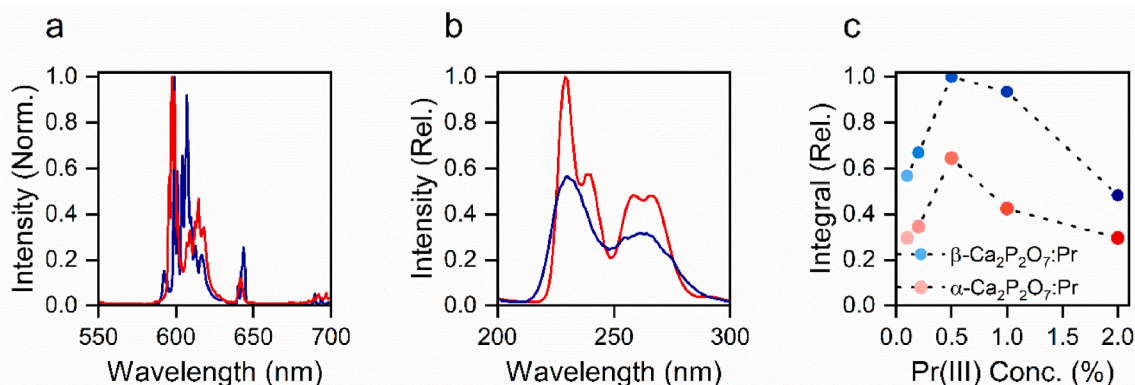 a
Intensity (Norm.)
1.0
0.8
0.6
0.4
0.2
0.0
550
600
650
700
Wavelength (nm)
b
Intensity (Rel.)
1.0
0.8
0.6
0.4
0.2
0.0
200
250
300
Wavelength (nm)
c
Integral (Rel.)
1.0
0.8
0.6
0.4
0.2
0.0
β-Ca₂P₂O₇:Pr
α-Ca₂P₂O₇:Pr
0.0
0.5
1.0
1.5
2.0
Pr(III) Conc. (%)